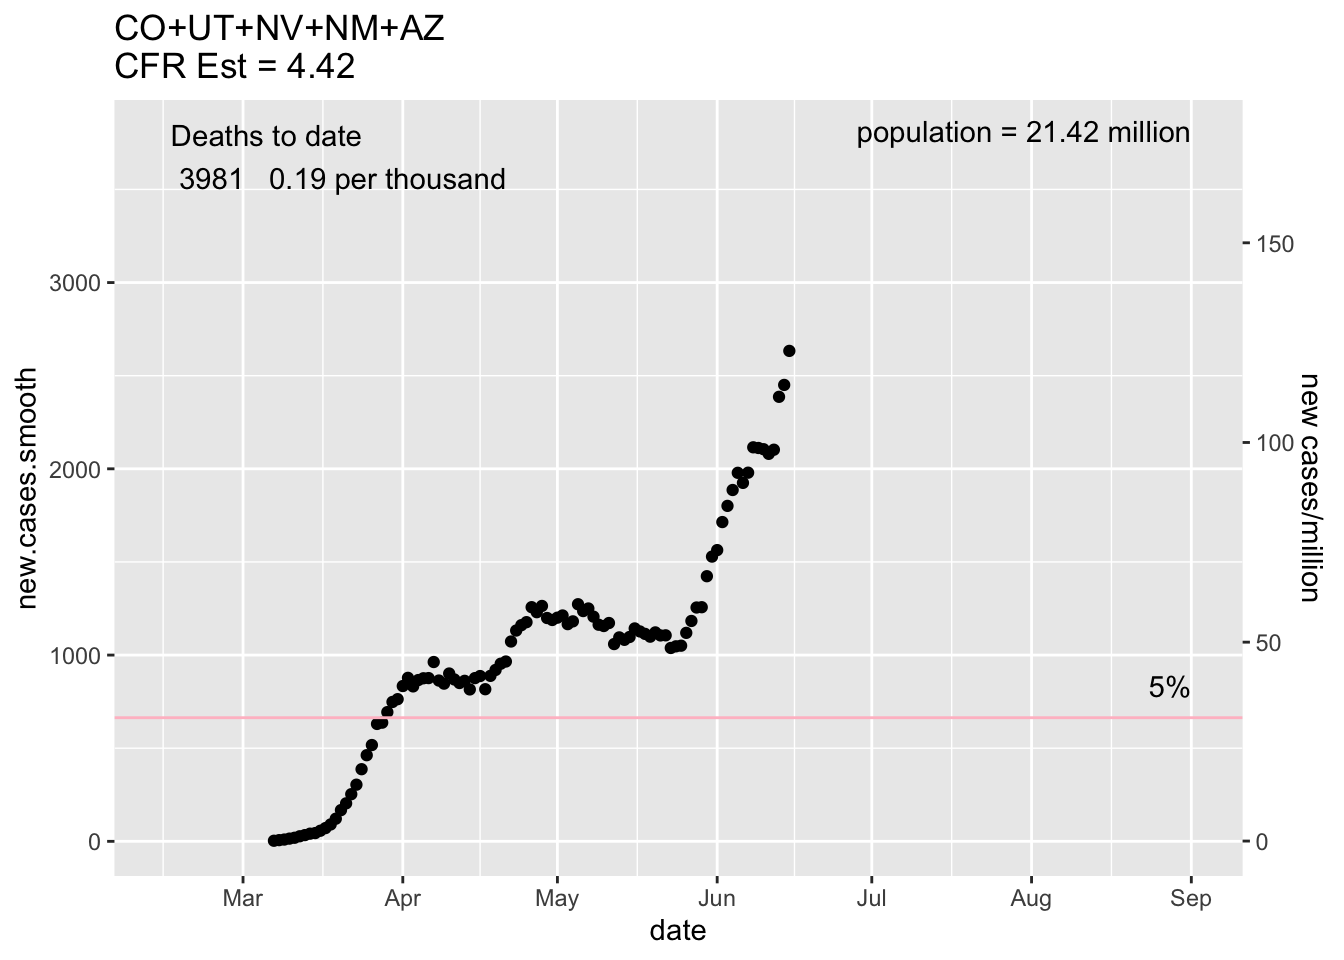 CO+UT+NV+NM+AZ
CFR Est = 4.42
Deaths to date
population = 21.42 million
3981 0.19 per thousand
150
3000
100
2000
50
1000
5%
0
0
new.cases.smooth
new cases/million
Mar Apr May Jun Jul Aug Sep
date